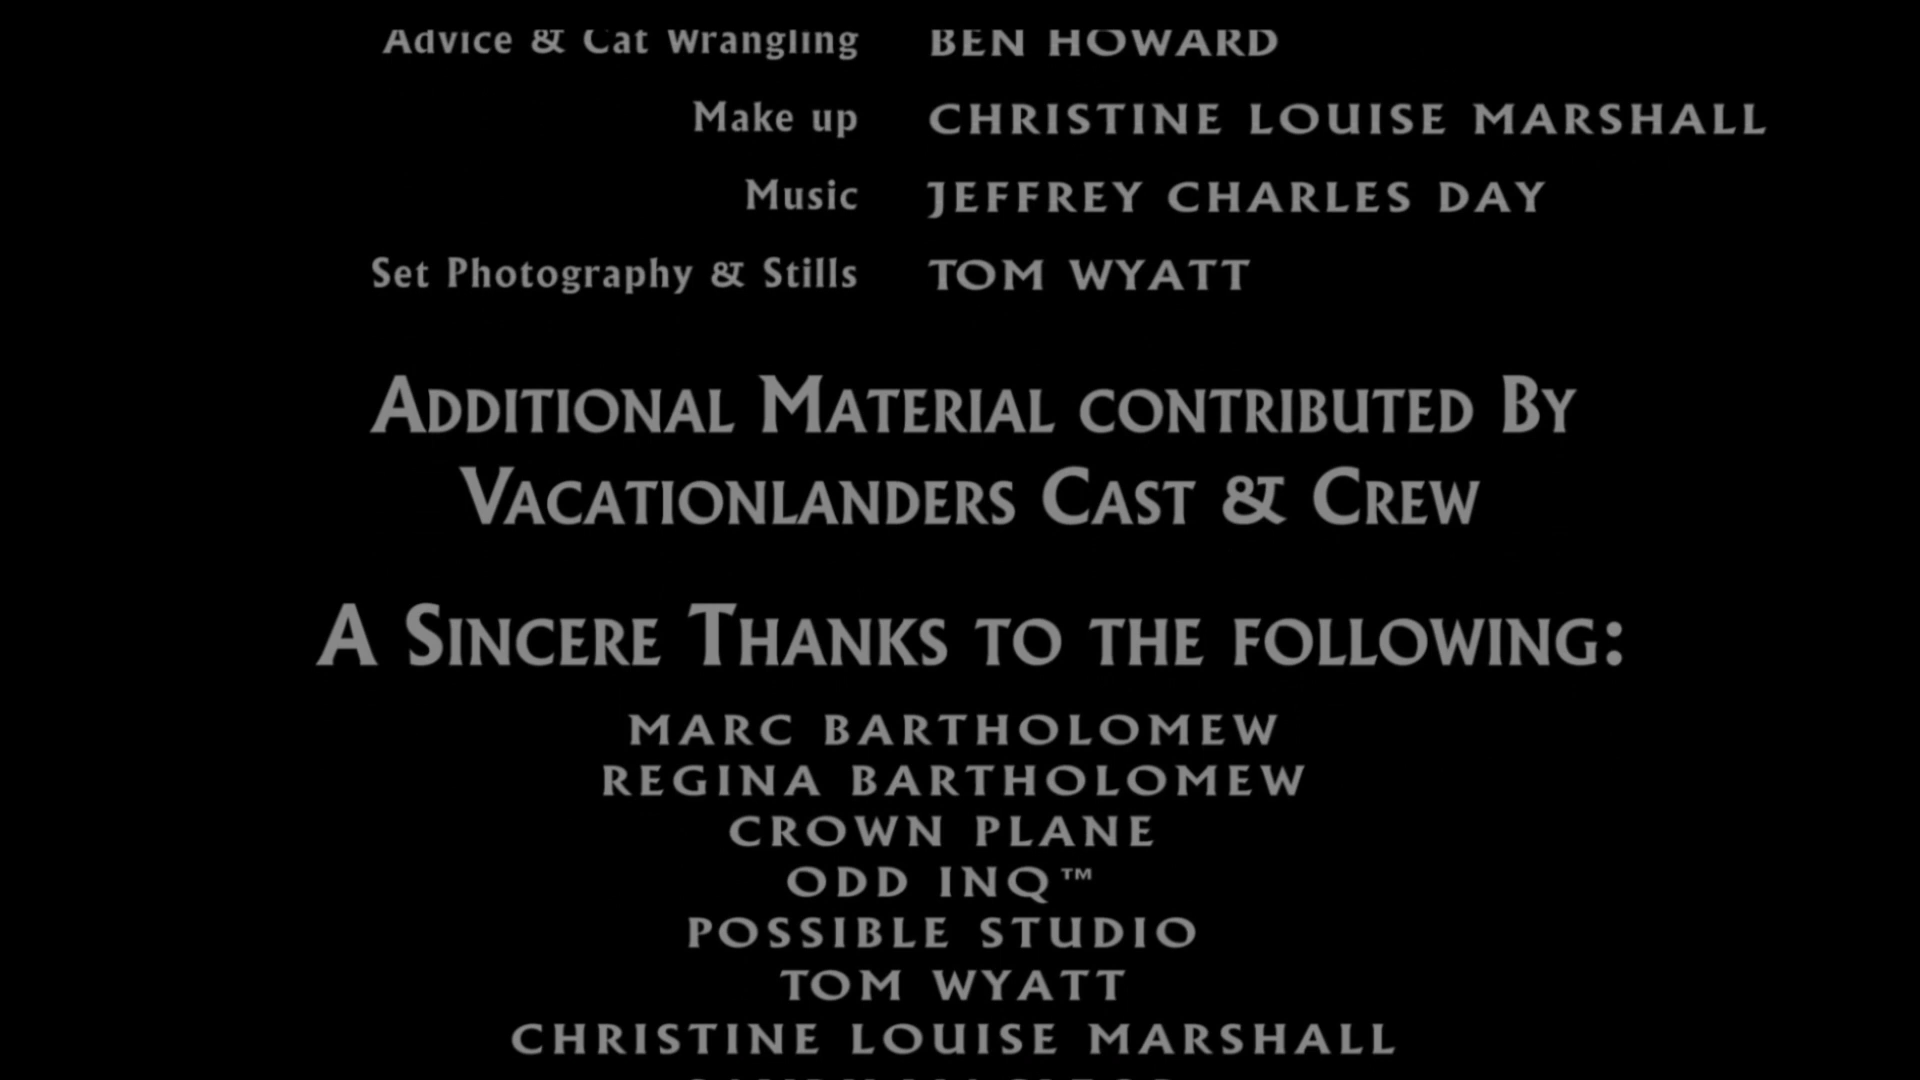 Advice & Cat Wrangling BEN HOWARD
Make up CHRISTINE LOUISE MARSHALL
Music JEFFREY CHARLES DAY
Set Photography & Stills TOM WYATT
ADDITIONAL MATERIAL CONTRIBUTED BY
VACATIONLANDERS CAST & CREW
A SINCERE THANKS TO THE FOLLOWING:
MARC BARTHOLOMEW
REGINA BARTHOLOMEW
CROWN PLANE
ODD INQ™
POSSIBLE STUDIO
TOM WYATT
CHRISTINE LOUISE MARSHALL